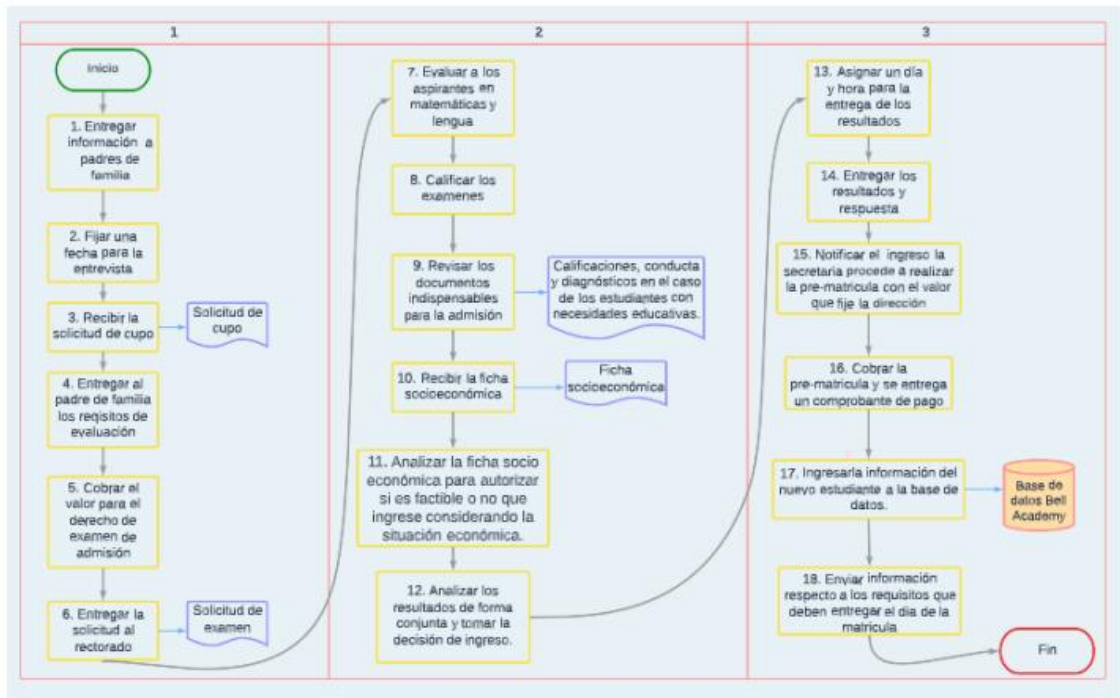 1
2
3
Inicio
1. Entregar
información a
padres de
familia
2. Fijar una
fecha para la
entrevista
3. Recibir la
solicitud de cupo
Solicitud de
cupo
4. Entregar al
padre de familia
los reqisitos de
evaluación
5. Cobrar el
valor para el
derecho de
examen de
admisión
6. Entregar la
solicitud al
rectorado
Solicitud de
examen
7. Evaluar a los
aspirantes en
matemáticas y
lengua
8. Calificar los
examenes
9. Revisar los
documentos
indispensables
para la admisión
Calificaciones, conducta
y diagnósticos en el caso
de los estudiantes con
necesidades educativas.
10. Recibir la ficha
socioeconómica
Ficha
socioeconómica
11. Analizar la ficha socio
económica para autorizar
si es factible o no que
ingrese considerando la
situación económica.
12. Analizar los
resultados de forma
conjunta y tomar la
decisión de ingreso.
13. Asignar un día
y hora para la
entrega de los
resultados
14. Entregar los
resultados y
respuesta
15. Notificar el ingreso la
secretaria procede a realizar
la pre-matricula con el valor
que fije la dirección
16. Cobrar la
pre-matricula y se entrega
un comprobante de pago
17. Ingresarla información del
nuevo estudiante a la base de
datos.
Base de
datos Bell
Academy
18. Enviar información
respecto a los requisitos que
deben entregar el dia de la
matricula
Fin